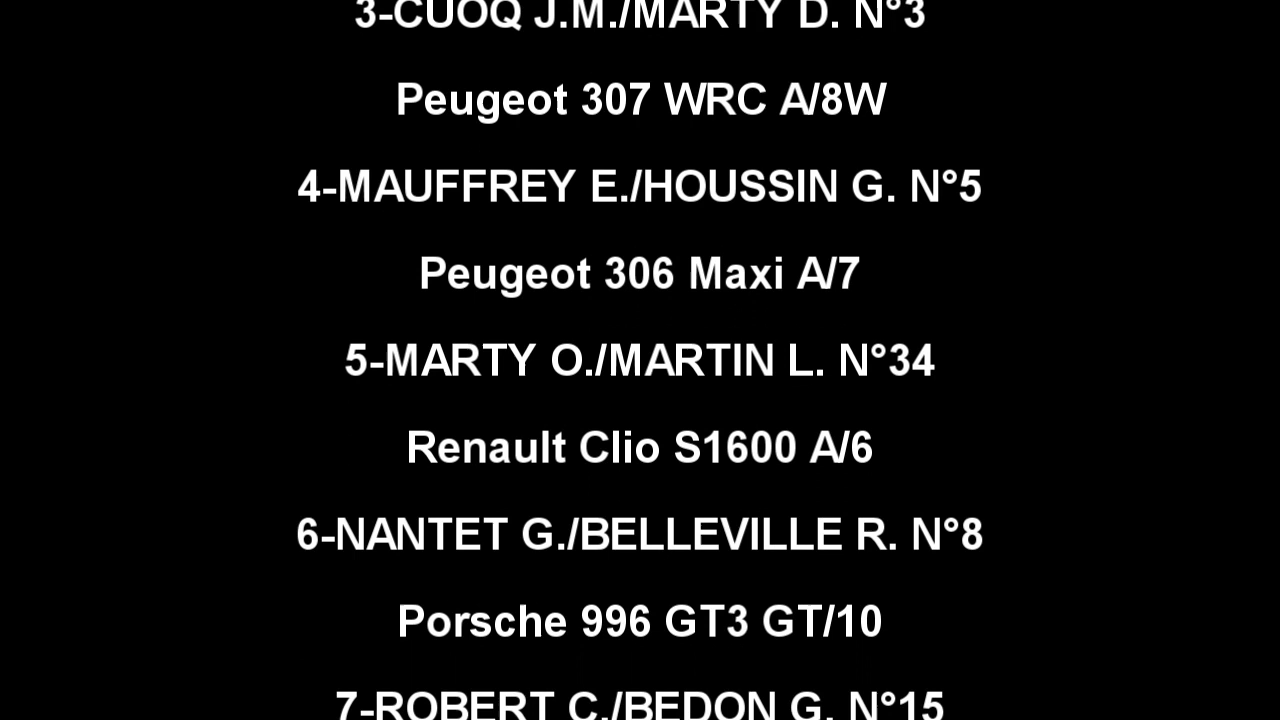 3-CUOQ J.M./MARTY D. N°3
Peugeot 307 WRC A/8W
4-MAUFFREY E./HOUSSIN G. N°5
Peugeot 306 Maxi A/7
5-MARTY O./MARTIN L. N°34
Renault Clio S1600 A/6
6-NANTET G./BELLEVILLE R. N°8
Porsche 996 GT3 GT/10
7-ROBERT C./BEDON G. N°15